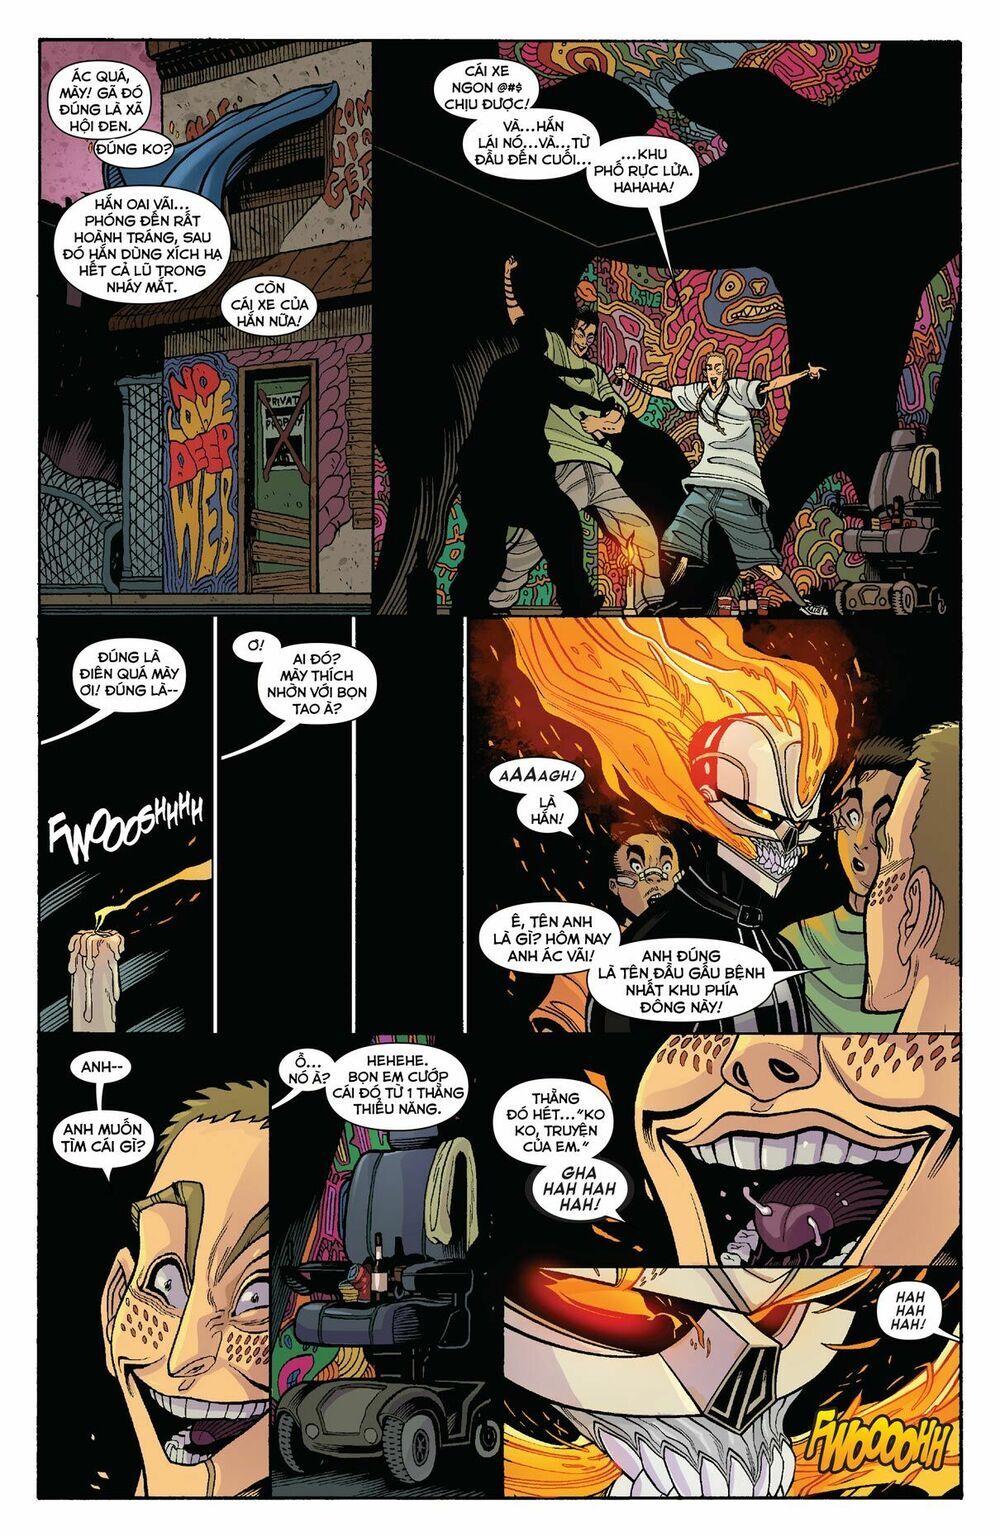 ÁC QUÁ,
MÀY! GÃ ĐÓ
ĐÚNG LÀ XÃ
HỘI ĐEN.
ĐÚNG KO?
HẮN OAI VÃI...
PHÓNG ĐẾN RẤT
HOÀNH TRÁNG, SAU
ĐÓ HẮN DÙNG XÍCH HẠ
HẾT CẢ LŨ TRONG
NHÁY MẮT.
CÒN
CÁI XE CỦA
HẮN NỮA!
NO
LOVE
DEEP
WEB
PRIVATE
CÁI XE
NGON @#$
CHỊU ĐƯỢC!
VÀ...HẮN
LÁI NÓ...VÀ...TỪ
ĐẦU ĐẾN CUỐI...
...KHU
PHỐ RỰC LỬA.
HAHAHA!
ĐÚNG LÀ
ĐIÊN QUÁ MÀY
ƠI! ĐÚNG LÀ--
FWOOOSHHHH
Ơ!
AI ĐÓ?
MÀY THÍCH
NHỜN VỚI BỌN
TAO À?
AAAAGH!
LÀ
HẮN!
Ê, TÊN ANH
LÀ GÌ? HÔM NAY
ANH ÁC VÃI!
ANH ĐÚNG
LÀ TÊN ĐẦU GẤU BỆNH
NHẤT KHU PHÍA
ĐÔNG NÀY!
ANH--
ANH MUỐN
TÌM CÁI GÌ?
Ồ...
NÓ À?
HEHEHE.
BỌN EM CƯỚP
CÁI ĐÓ TỪ 1 THẰNG
THIỂU NĂNG.
THẰNG
ĐÓ HÉT..."KO
KO, TRUYỆN
CỦA EM."
GHA
HAH HAH
HAH!
HAH
HAH
HAH!
FWOOOOHH